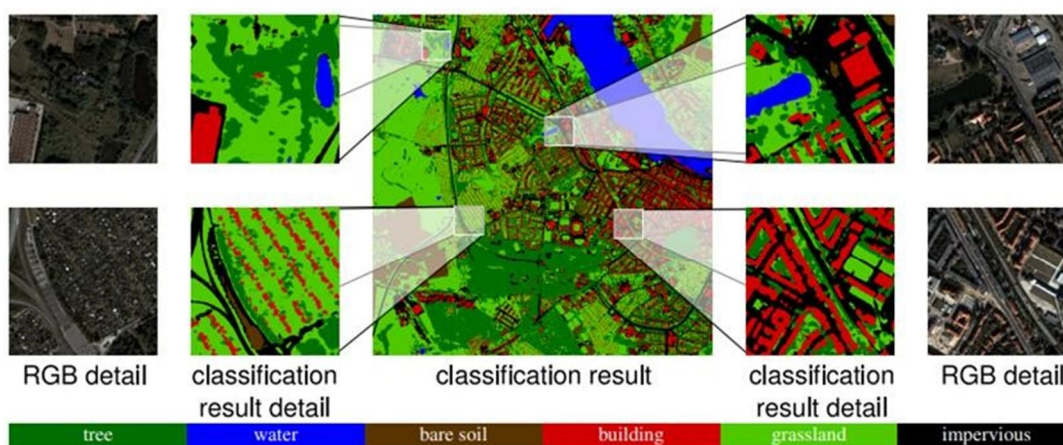 RGB detail
classification
result detail
classification result
classification
result detail
RGB detail
tree
water
bare soil
building
grassland
impervious